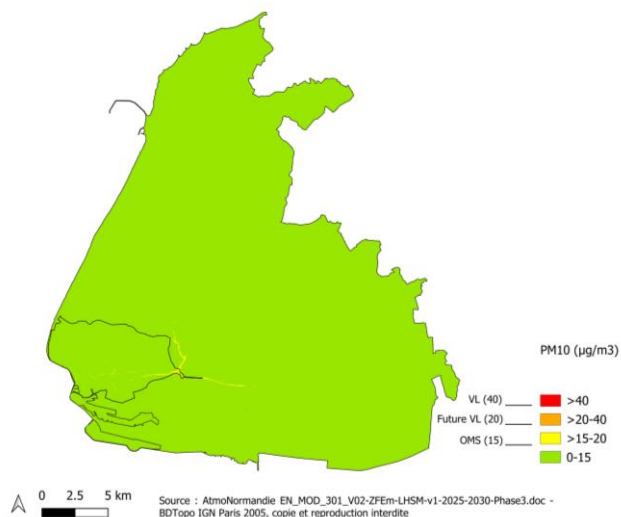 PM10 (µg/m3)
VL (40) >40
Future VL (20) >20-40
OMS (15) >15-20
0-15
0 2.5 5 km
Source : AtmoNormandie EN_MOD_301_V02-ZFEm-LHSM-v1-2025-2030-Phase3.doc -
BDTopo IGN Paris 2005, copie et reproduction interdite